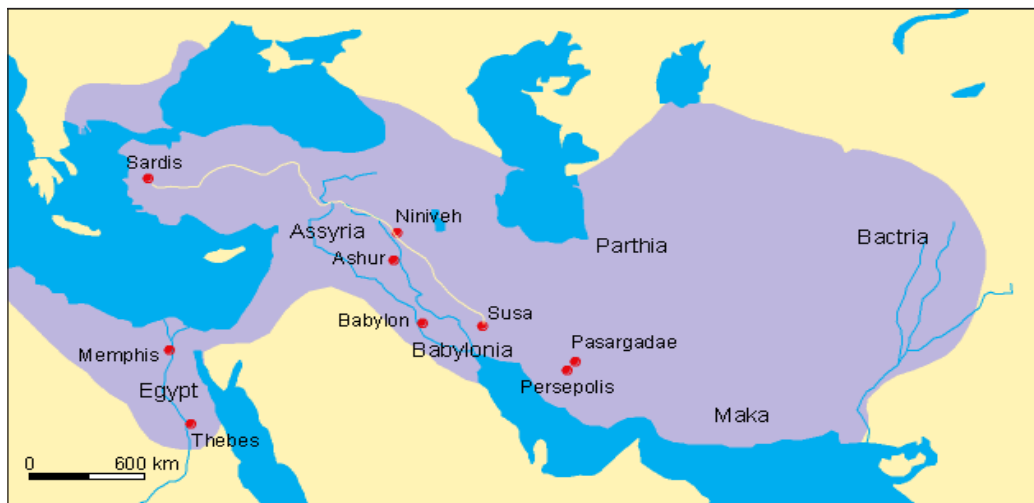 Sardis
Niniveh
Assyria
Parthia
Bactria
Ashur
Babylon
Susa
Babylonia
Memphis
Pasargadae
Egypt
Persepolis
Maka
Thebes
0 600 km